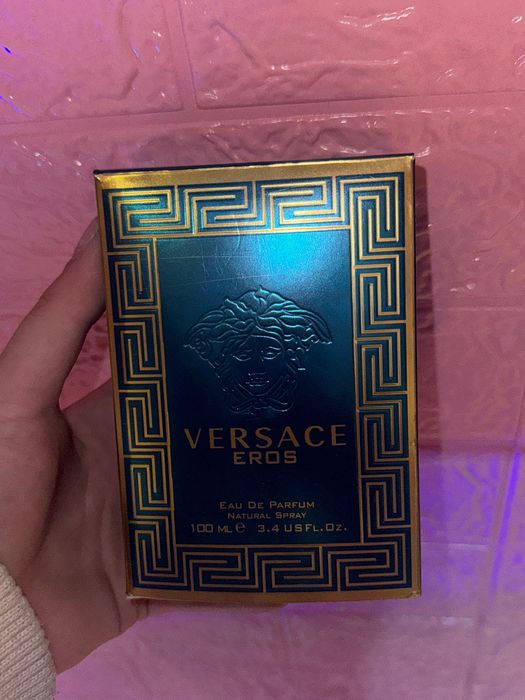 VERSACE
EROS
EAU DE PARFUM
NATURAL SPRAY
100 ML e 3.4 US FL.OZ.